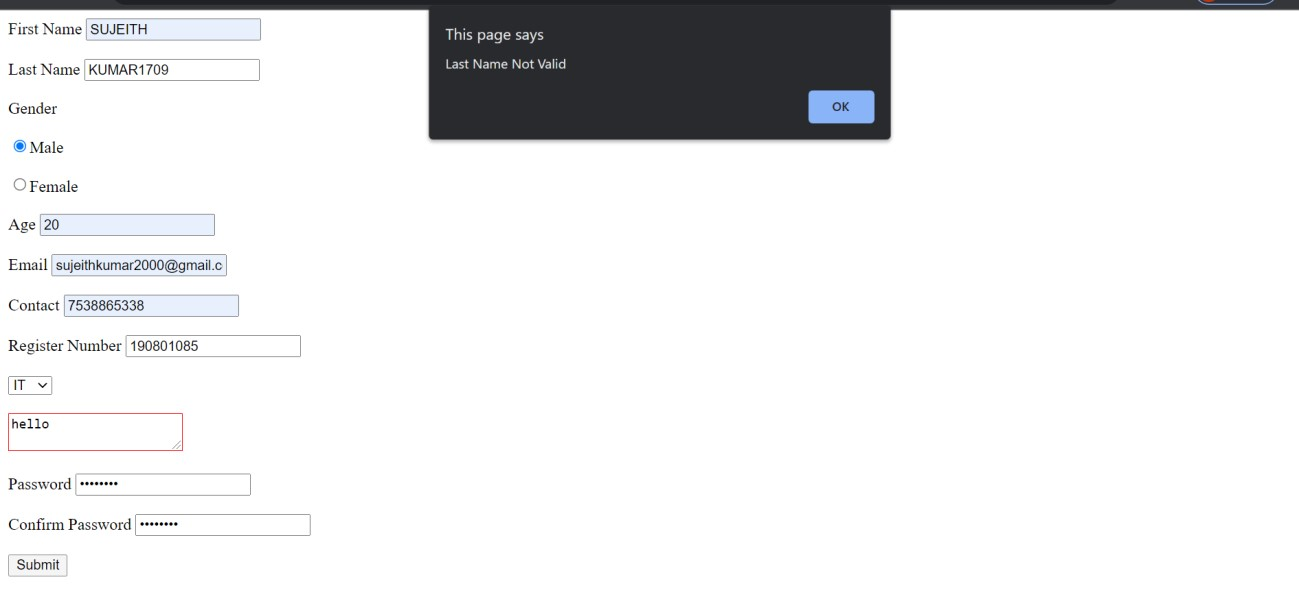 First Name SUJEITH
This page says
Last Name Not Valid
OK
Last Name KUMAR1709
Gender
Male
Female
Age 20
Email sujeithkumar2000@gmail.c
Contact 7538865338
Register Number 190801085
IT
hello
Password ••••••••
Confirm Password ••••••••
Submit